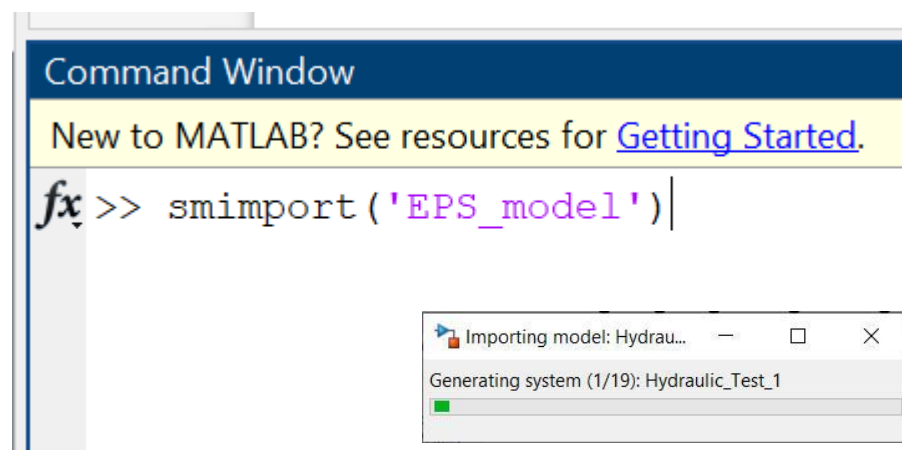 Command Window
New to MATLAB? See resources for Getting Started.
fx >> smimport('EPS_model')
Importing model: Hydrau...
Generating system (1/19): Hydraulic_Test_1